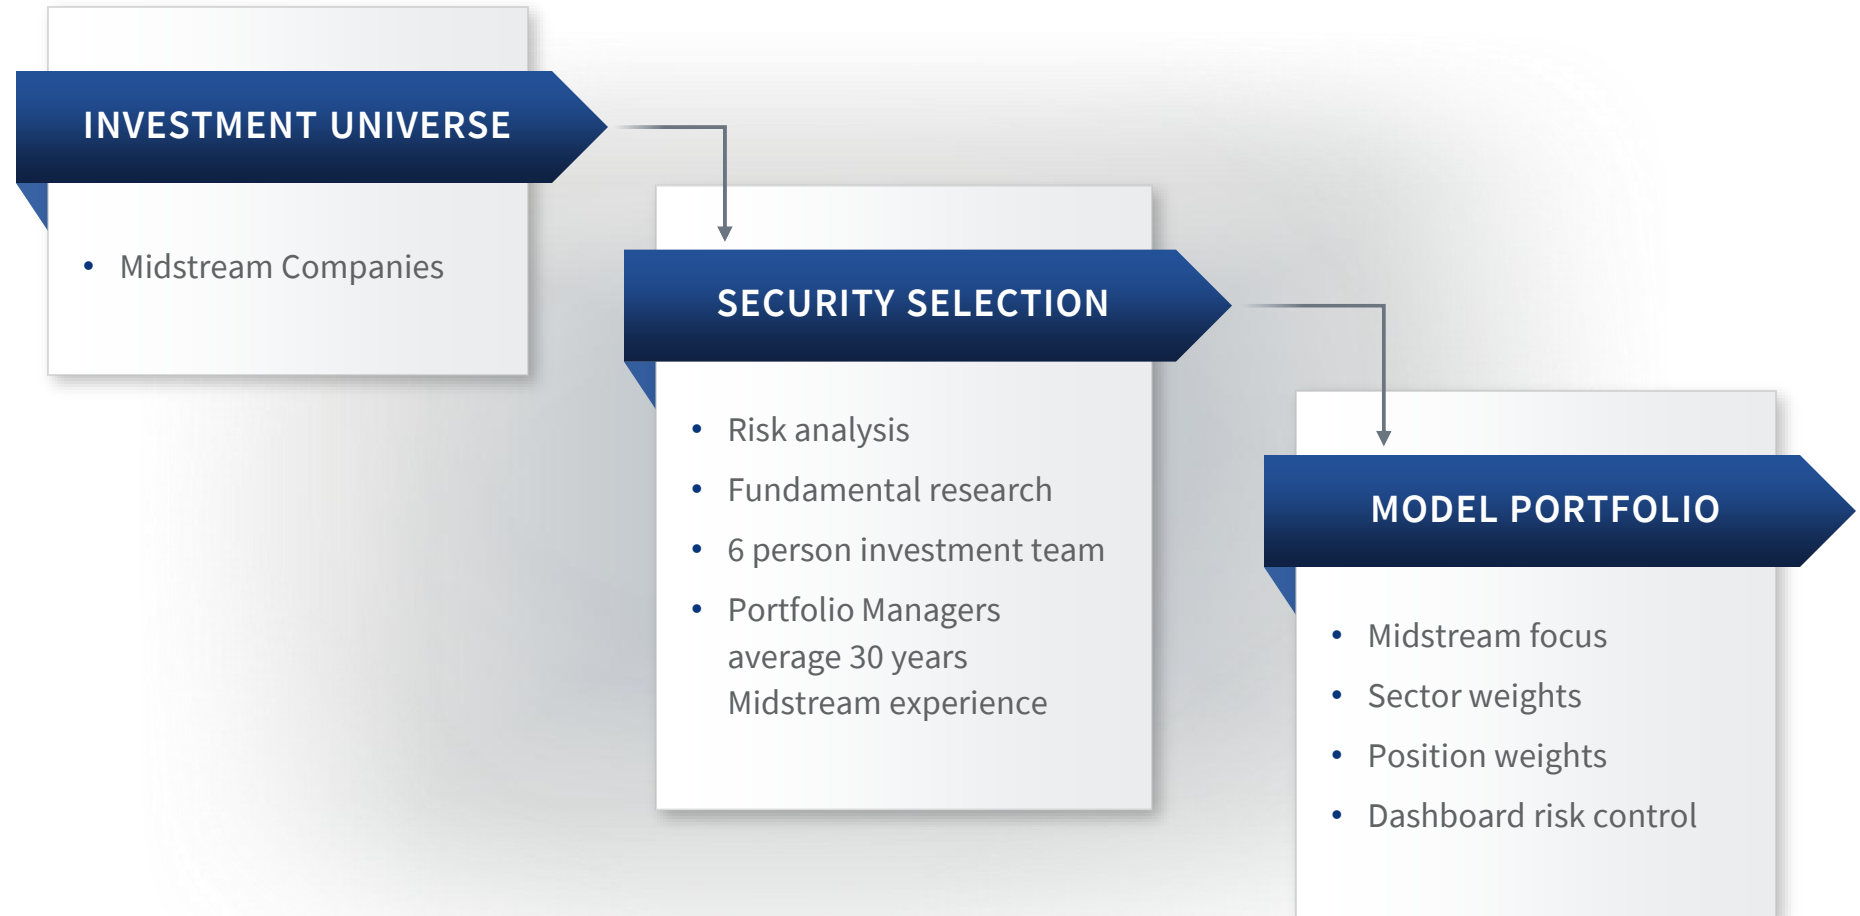 INVESTMENT UNIVERSE
• Midstream Companies
SECURITY SELECTION
• Risk analysis
• Fundamental research
• 6 person investment team
• Portfolio Managers
average 30 years
Midstream experience
MODEL PORTFOLIO
• Midstream focus
• Sector weights
• Position weights
• Dashboard risk control